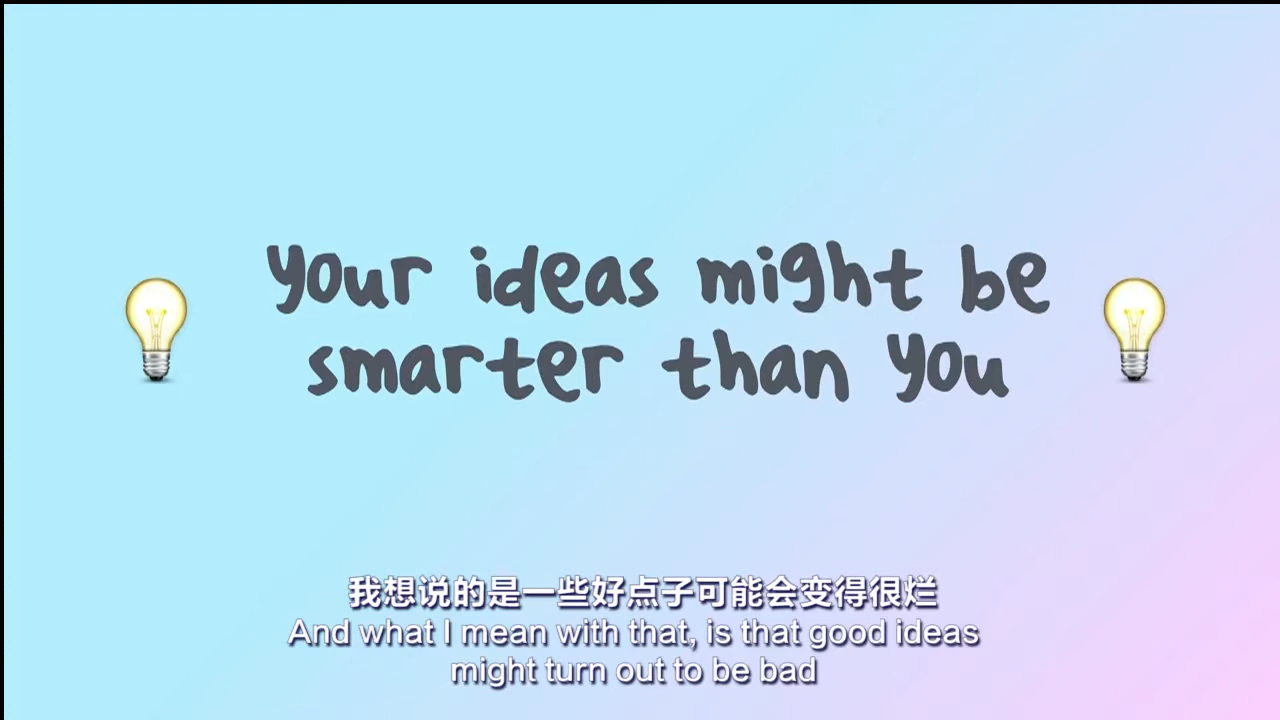 your ideas might be
smarter than you
我想说的是一些好点子可能会变得很烂
And what I mean with that, is that good ideas
might turn out to be bad